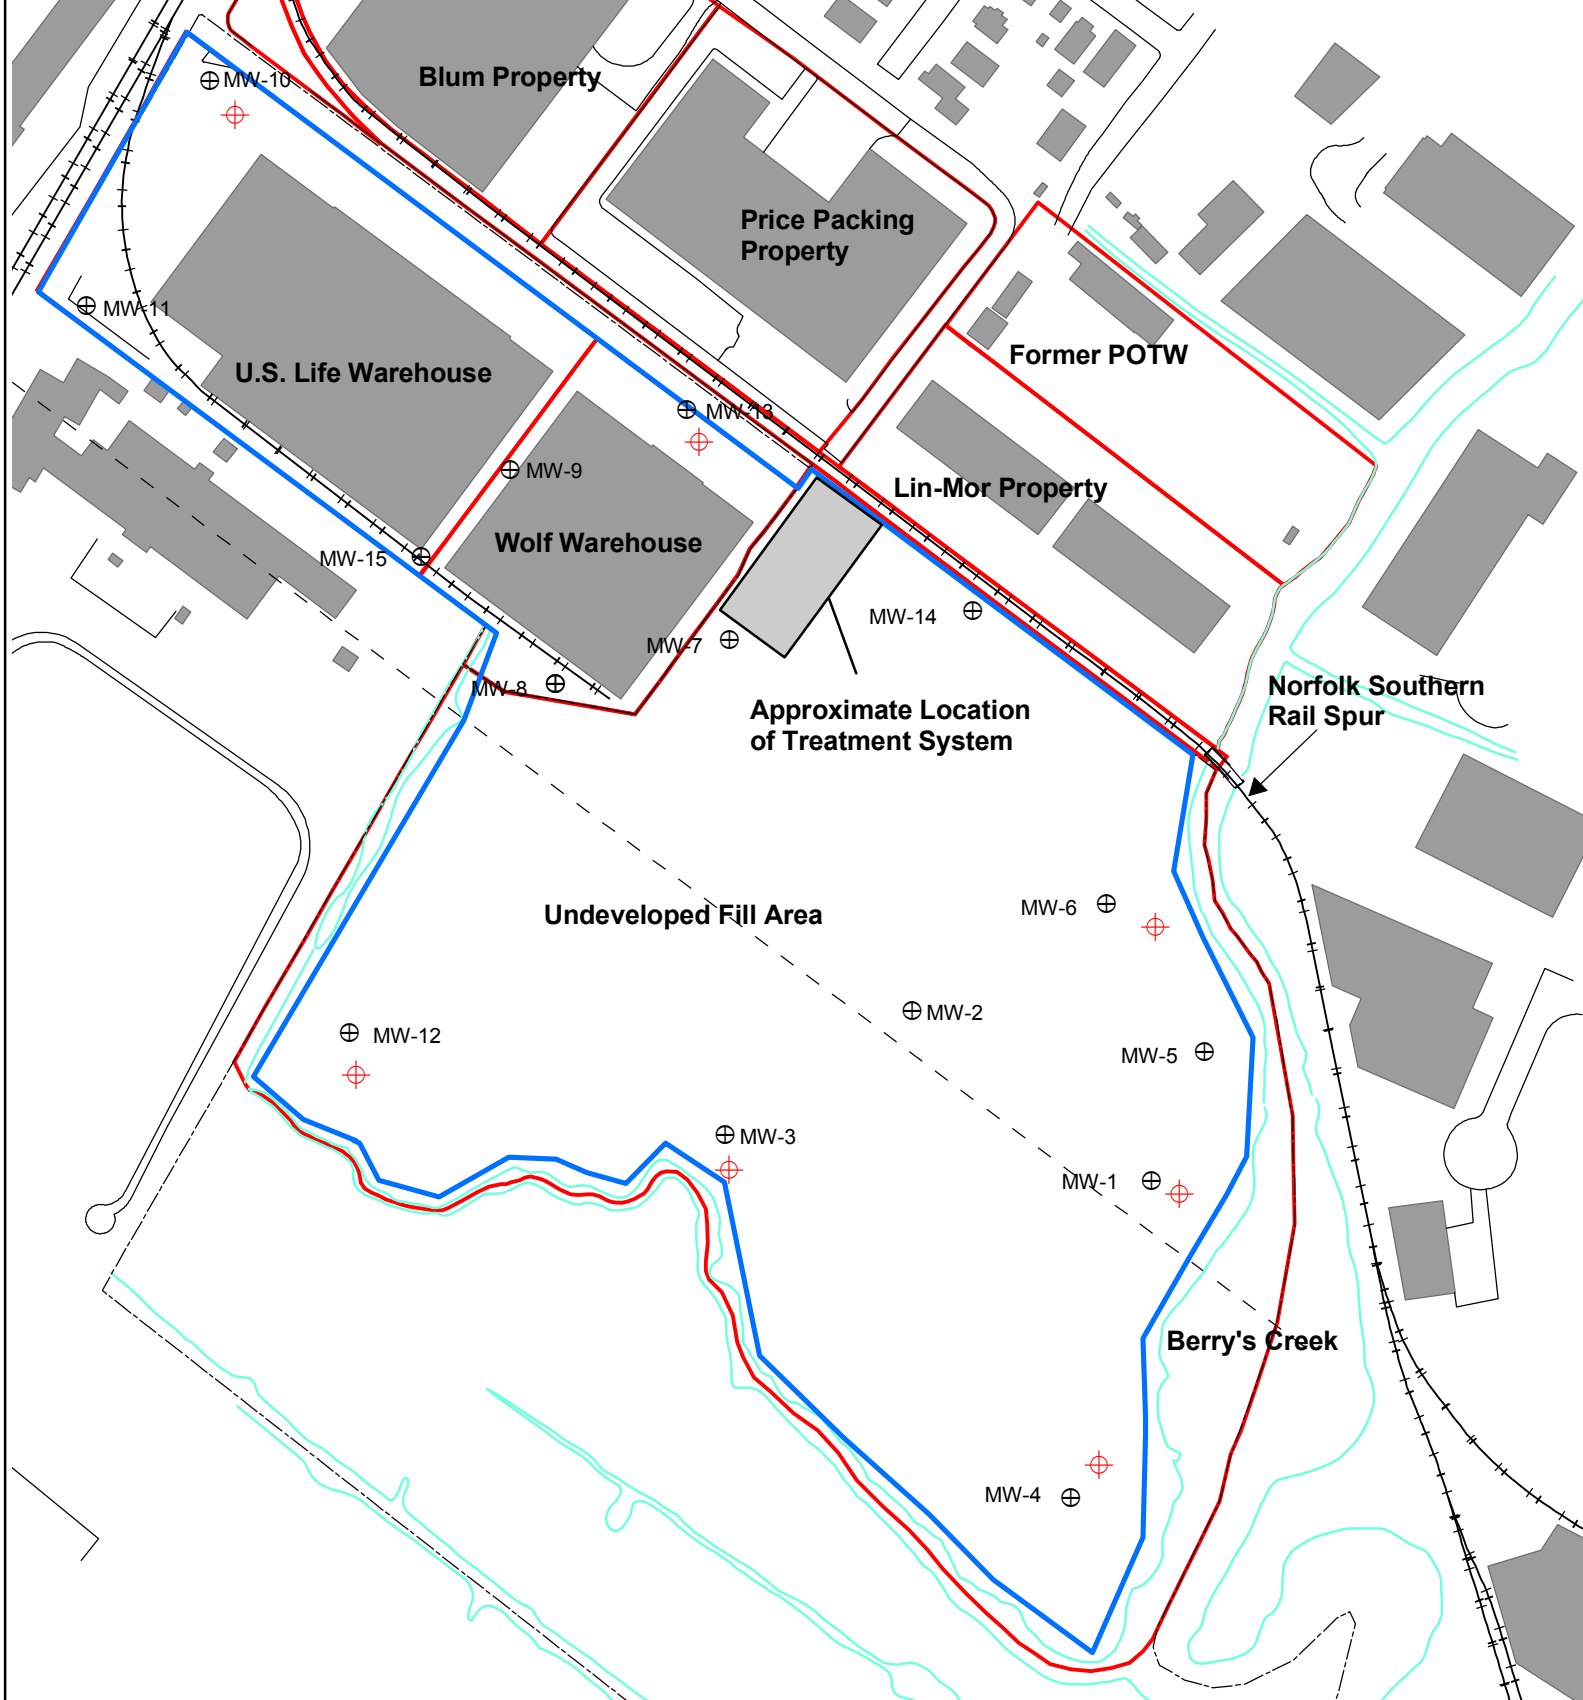 Blum Property
MW-10
Price Packing
Property
MW-11
Former POTW
U.S. Life Warehouse
MW-13
MW-9
Lin-Mor Property
Wolf Warehouse
MW-15
MW-14
MW-7
MW-8
Norfolk Southern
Rail Spur
Approximate Location
of Treatment System
MW-6
Undeveloped Fill Area
MW-2
MW-12
MW-5
MW-3
MW-1
Berry's Creek
MW-4